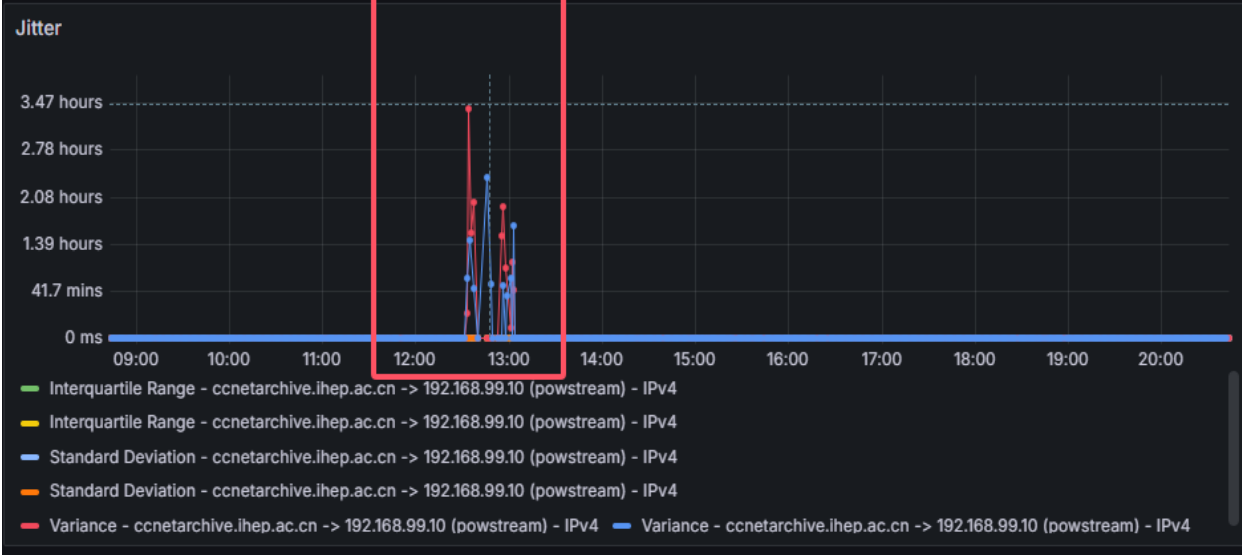 Jitter
3.47 hours
2.78 hours
2.08 hours
1.39 hours
41.7 mins
0 ms
09:00 10:00 11:00 12:00 13:00 14:00 15:00 16:00 17:00 18:00 19:00 20:00
Interquartile Range - ccnetarchive.ihep.ac.cn -> 192.168.99.10 (powstream) - IPv4
Interquartile Range - ccnetarchive.ihep.ac.cn -> 192.168.99.10 (powstream) - IPv4
Standard Deviation - ccnetarchive.ihep.ac.cn -> 192.168.99.10 (powstream) - IPv4
Standard Deviation - ccnetarchive.ihep.ac.cn -> 192.168.99.10 (powstream) - IPv4
Variance - ccnetarchive.ihep.ac.cn -> 192.168.99.10 (powstream) - IPv4 Variance - ccnetarchive.ihep.ac.cn -> 192.168.99.10 (powstream) - IPv4